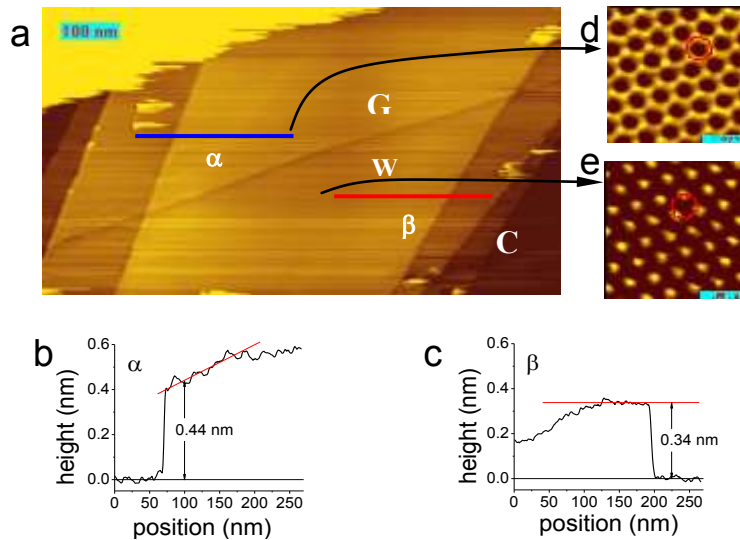 a
100 nm
G
α
W
β
C
d
e
b
α
0.6
0.4
0.2
0.0
0.44 nm
0 50 100 150 200 250
height (nm)
position (nm)
c
β
0.6
0.4
0.2
0.0
0.34 nm
0 50 100 150 200 250
height (nm)
position (nm)